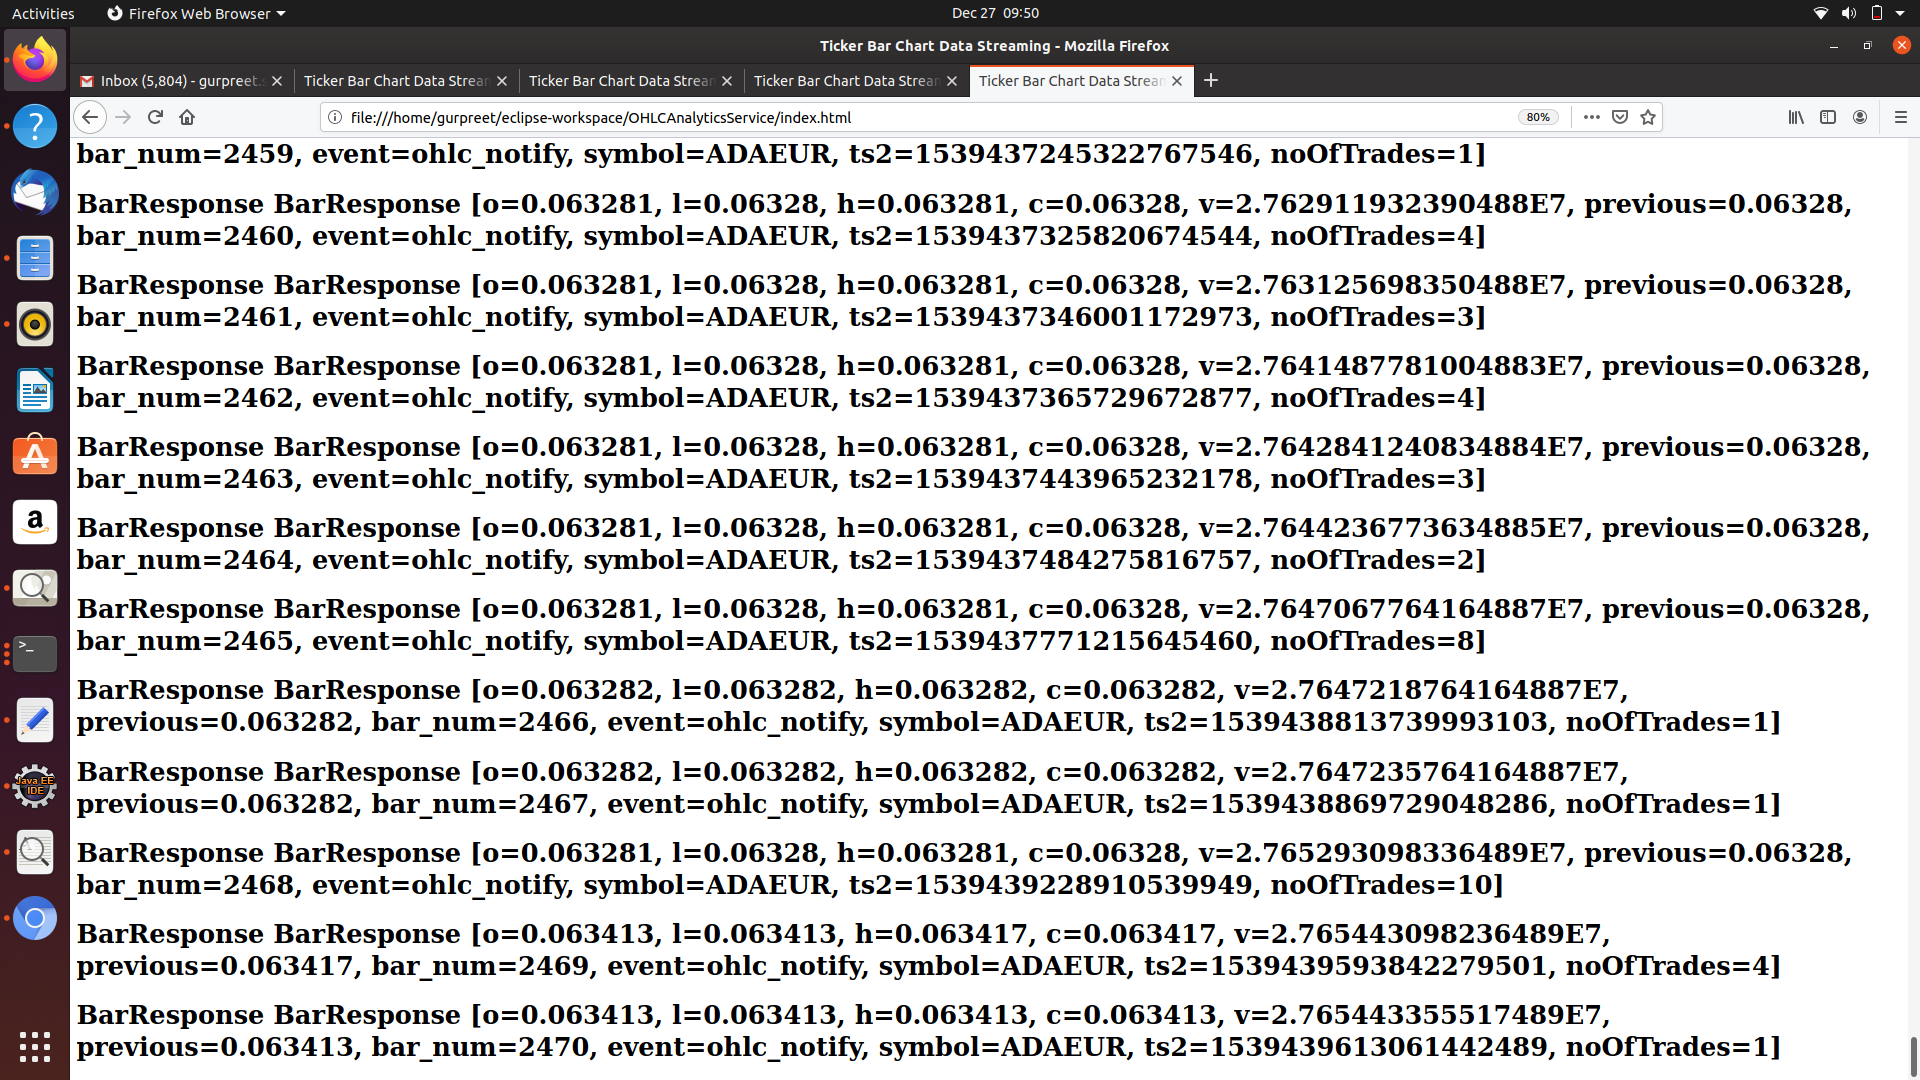 Activities
Firefox Web Browser
Dec 27 09:50
Ticker Bar Chart Data Streaming - Mozilla Firefox
Inbox (5,804) - gurpreet.
Ticker Bar Chart Data Strea
Ticker Bar Chart Data Strea
Ticker Bar Chart Data Strea
Ticker Bar Chart Data Strea
file:///home/gurpreet/eclipse-workspace/OHLCAnalyticsService/index.html
80%
bar_num=2459, event=ohlc_notify, symbol=ADAEUR, ts2=1539437245322767546, noOfTrades=1]
BarResponse BarResponse [o=0.063281, l=0.06328, h=0.063281, c=0.06328, v=2.762911932390488E7, previous=0.06328,
bar_num=2460, event=ohlc_notify, symbol=ADAEUR, ts2=1539437325820674544, noOfTrades=4]
BarResponse BarResponse [o=0.063281, l=0.06328, h=0.063281, c=0.06328, v=2.763125698350488E7, previous=0.06328,
bar_num=2461, event=ohlc_notify, symbol=ADAEUR, ts2=1539437346001172973, noOfTrades=3]
BarResponse BarResponse [o=0.063281, l=0.06328, h=0.063281, c=0.06328, v=2.7641487781004883E7, previous=0.06328,
bar_num=2462, event=ohlc_notify, symbol=ADAEUR, ts2=1539437365729672877, noOfTrades=4]
BarResponse BarResponse [o=0.063281, l=0.06328, h=0.063281, c=0.06328, v=2.7642841240834884E7, previous=0.06328,
bar_num=2463, event=ohlc_notify, symbol=ADAEUR, ts2=1539437443965232178, noOfTrades=3]
BarResponse BarResponse [o=0.063281, l=0.06328, h=0.063281, c=0.06328, v=2.7644236773634885E7, previous=0.06328,
bar_num=2464, event=ohlc_notify, symbol=ADAEUR, ts2=1539437484275816757, noOfTrades=2]
BarResponse BarResponse [o=0.063281, l=0.06328, h=0.063281, c=0.06328, v=2.7647067764164887E7, previous=0.06328,
bar_num=2465, event=ohlc_notify, symbol=ADAEUR, ts2=1539437771215645460, noOfTrades=8]
BarResponse BarResponse [o=0.063282, l=0.063282, h=0.063282, c=0.063282, v=2.7647218764164887E7,
previous=0.063282, bar_num=2466, event=ohlc_notify, symbol=ADAEUR, ts2=1539438813739993103, noOfTrades=1]
BarResponse BarResponse [o=0.063282, l=0.063282, h=0.063282, c=0.063282, v=2.7647235764164887E7,
previous=0.063282, bar_num=2467, event=ohlc_notify, symbol=ADAEUR, ts2=1539438869729048286, noOfTrades=1]
BarResponse BarResponse [o=0.063281, l=0.06328, h=0.063281, c=0.06328, v=2.765293098336489E7, previous=0.06328,
bar_num=2468, event=ohlc_notify, symbol=ADAEUR, ts2=1539439228910539949, noOfTrades=10]
BarResponse BarResponse [o=0.063413, l=0.063413, h=0.063417, c=0.063417, v=2.765443098236489E7,
previous=0.063417, bar_num=2469, event=ohlc_notify, symbol=ADAEUR, ts2=1539439593842279501, noOfTrades=4]
BarResponse BarResponse [o=0.063413, l=0.063413, h=0.063413, c=0.063413, v=2.765443355517489E7,
previous=0.063413, bar_num=2470, event=ohlc_notify, symbol=ADAEUR, ts2=1539439613061442489, noOfTrades=1]
Java EE
IDE